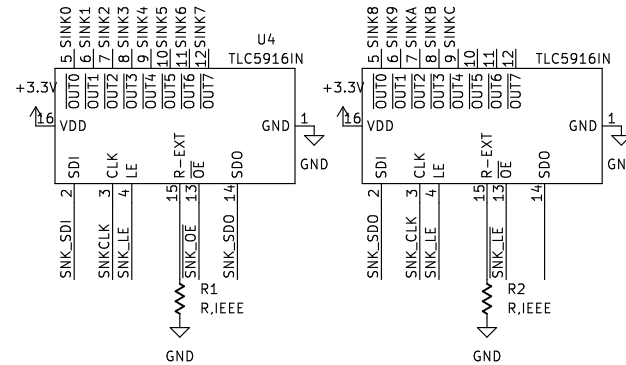 SINK0
SINK1
SINK2
SINK3
SINK4
SINK5
SINK6
SINK7
5
6
7
8
9
10
11
12
U4
TLC5916IN
+3.3V
OUT0
OUT1
OUT2
OUT3
OUT4
OUT5
OUT6
OUT7
16
VDD
GND
1
GND
SDI
CLK
LE
R-EXT
OE
SDO
2
3
4
15
13
14
SNK_SDI
SNKCLK
SNK_LE
SNK_OE
SNK_SDO
R1
R,IEEE
GND
SINK8
SINK9
SINKA
SINKB
SINKC
5
6
7
8
9
10
11
12
TLC5916IN
+3.3V
OUT0
OUT1
OUT2
OUT3
OUT4
OUT5
OUT6
OUT7
16
VDD
GND
1
SDI
CLK
LE
R-EXT
OE
SDO
2
3
4
15
13
14
SNK_SDO
SNK_CLK
SNK_LE
SNK_LE
R2
R,IEEE
GND